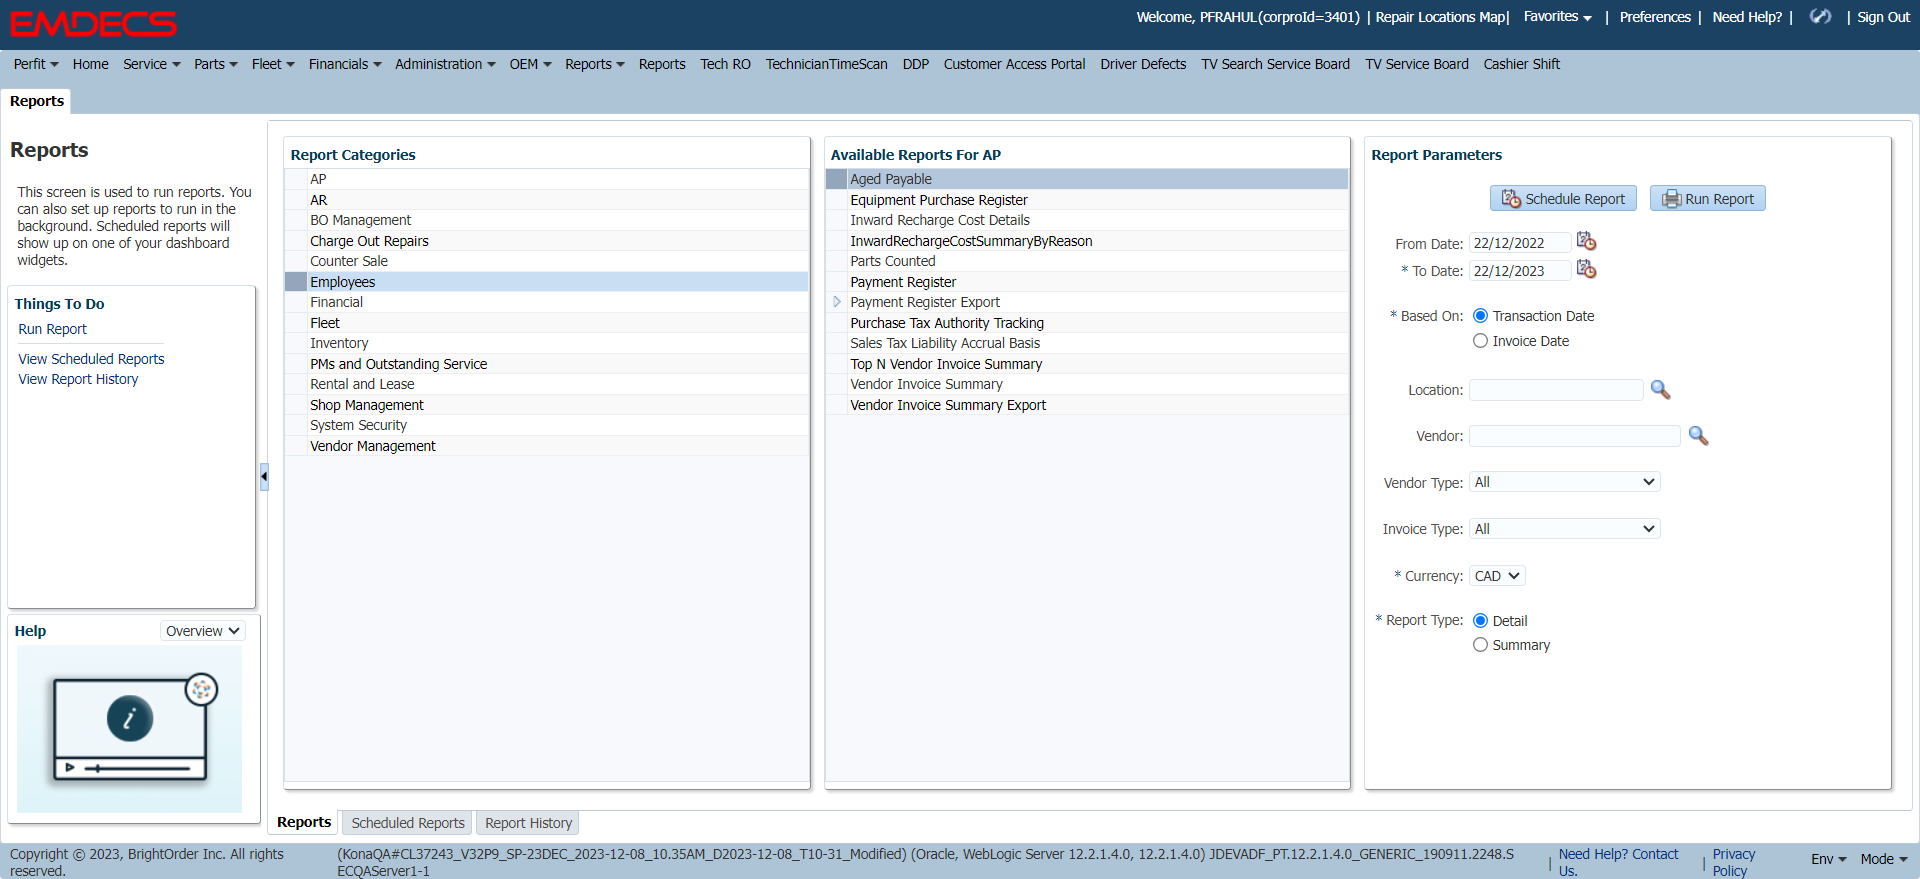 EMDECS
Welcome, PFRAHUL(corproId=3401) | Repair Locations Map| Favorites | Preferences | Need Help? | | Sign Out
Perfit Home Service Parts Fleet Financials Administration OEM Reports Reports Tech RO TechnicianTimeScan DDP Customer Access Portal Driver Defects TV Search Service Board TV Service Board Cashier Shift
Reports
Reports
This screen is used to run reports. You
can also set up reports to run in the
background. Scheduled reports will
show up on one of your dashboard
widgets.
Things To Do
Run Report
View Scheduled Reports
View Report History
Help
Overview
i
Report Categories
AP
AR
BO Management
Charge Out Repairs
Counter Sale
Employees
Financial
Fleet
Inventory
PMs and Outstanding Service
Rental and Lease
Shop Management
System Security
Vendor Management
Available Reports For AP
Aged Payable
Equipment Purchase Register
Inward Recharge Cost Details
InwardRechargeCostSummaryByReason
Parts Counted
Payment Register
Payment Register Export
Purchase Tax Authority Tracking
Sales Tax Liability Accrual Basis
Top N Vendor Invoice Summary
Vendor Invoice Summary
Vendor Invoice Summary Export
Report Parameters
Schedule Report Run Report
From Date: 22/12/2022
* To Date: 22/12/2023
* Based On: Transaction Date
Invoice Date
Location:
Vendor:
Vendor Type: All
Invoice Type: All
* Currency: CAD
* Report Type: Detail
Summary
Reports Scheduled Reports Report History
Copyright © 2023, BrightOrder Inc. All rights
reserved.
(KonaQA#CL37243_V32P9_SP-23DEC_2023-12-08_10.35AM_D2023-12-08_T10-31_Modified) (Oracle, WebLogic Server 12.2.1.4.0, 12.2.1.4.0) JDEVADF_PT.12.2.1.4.0_GENERIC_190911.2248.S
ECQAServer1-1
| Need Help? Contact
Us.
| Privacy
Policy
Env Mode